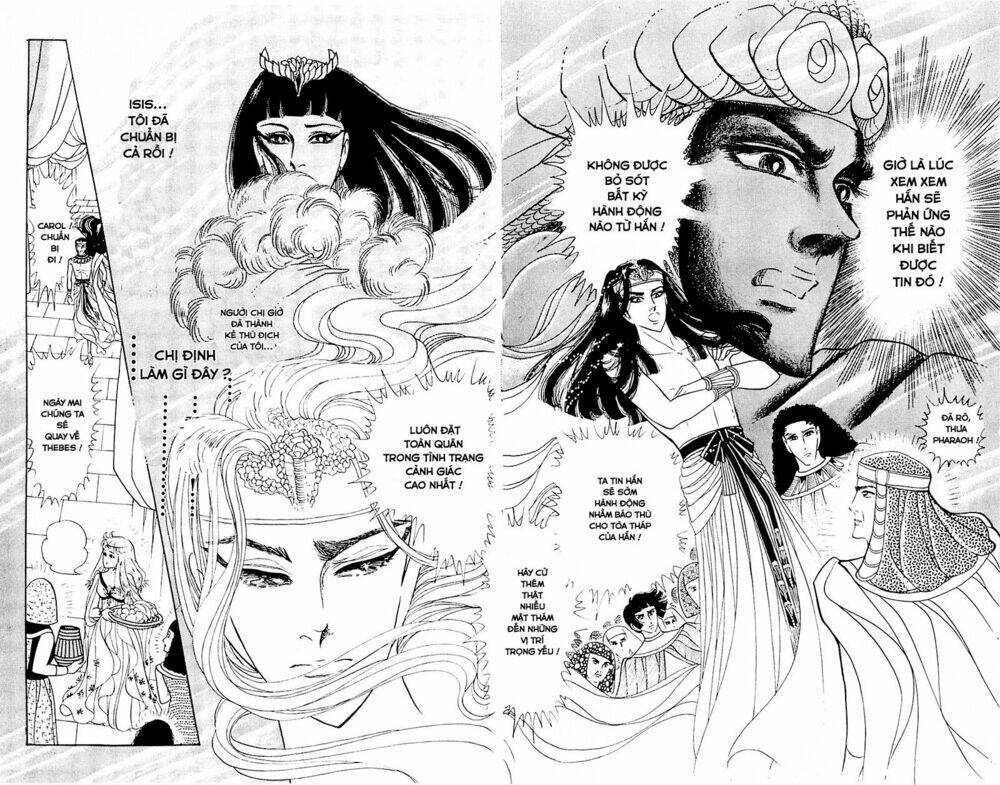 GIỜ LÀ LÚC
XEM XEM
HẮN SẼ
PHẢN ỨNG
THẾ NÀO
KHI BIẾT
ĐƯỢC
TIN ĐÓ !
KHÔNG ĐƯỢC
BỎ SÓT
BẤT KỲ
HÀNH ĐỘNG
NÀO TỪ HẮN !
ĐÃ RÕ,
THƯA
PHARAOH !
TA TIN HẮN
SẼ SỚM
HÀNH ĐỘNG
NHẰM BÁO THÙ
CHO TÒA THÁP
CỦA HẮN !
HÃY CỬ
THÊM
THẬT
NHIỀU
MẬT THÁM
ĐẾN NHỮNG
VỊ TRÍ
TRỌNG YẾU !
ISIS...
TÔI ĐÃ
CHUẨN BỊ
CẢ RỒI !
NGƯỜI CHỊ GIỜ
ĐÃ THÀNH
KẺ THÙ ĐỊCH
CỦA TÔI...
CHỊ ĐỊNH
LÀM GÌ ĐÂY ?
LUÔN ĐẶT
TOÀN QUÂN
TRONG TÌNH TRẠNG
CẢNH GIÁC
CAO NHẤT !
CAROL !
CHUẨN
BỊ
ĐI !
NGÀY MAI
CHÚNG TA
SẼ
QUAY VỀ
THEBES !